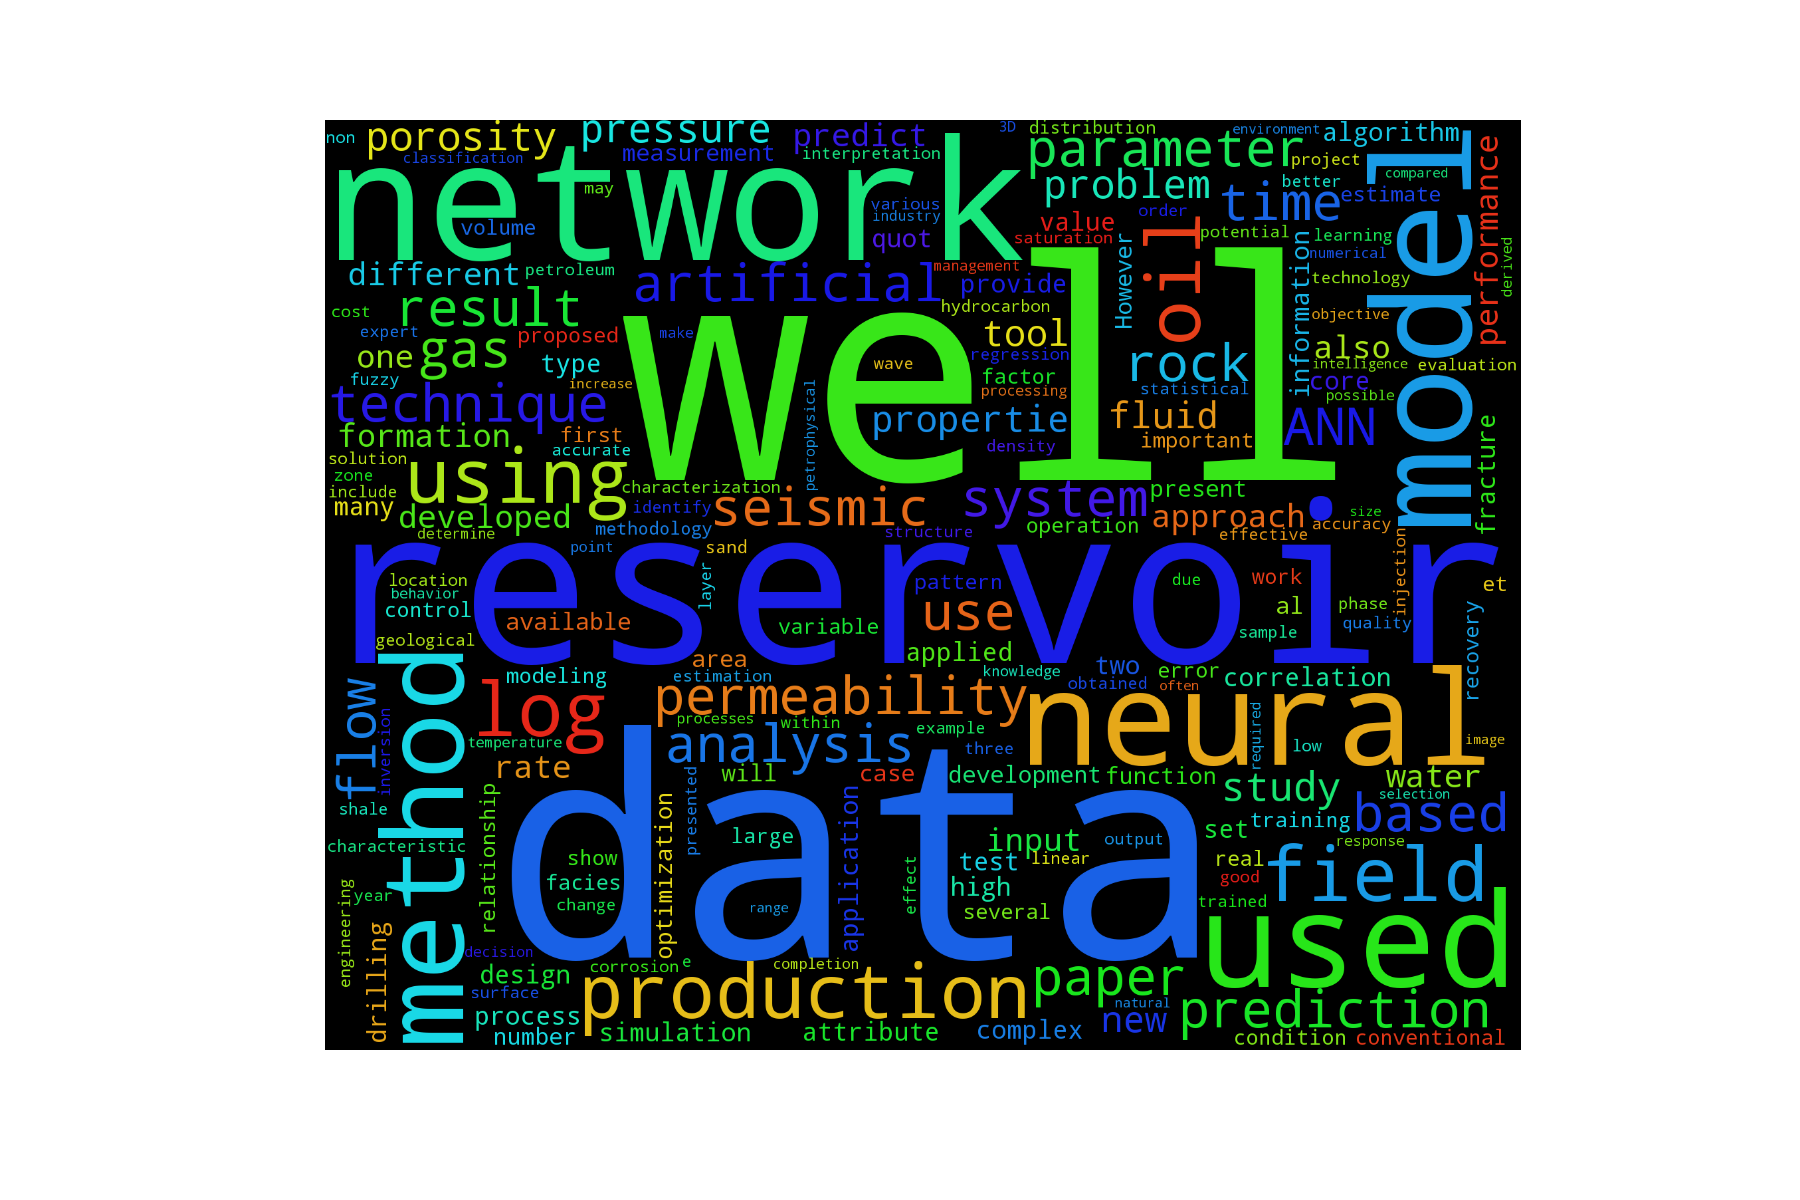 non
porosity
pressure
predict
3D
distribution
environment
algorithm
classification
measurement
interpretation
parameter
project
compared
performance
network
may
problem
better
estimate
model
various
industry
order
time
volume
quot
value
saturation
However
oil
potential
learning
numerical
derived
different
petroleum
artificial
management
provide
information
technology
cost
result
hydrocarbon
objective
expert
proposed
make
well
tool
also
one
gas
type
wave
regression
rock
intelligence
evaluation
fuzzy
increase
factor
processing
statistical
core
possible
technique
petrophysical
propertie
fluid
ANN
fracture
formation
first
accurate
density
important
solution
zone
include
using
characterization
seismic
system
present
many
developed
identify
methodology
structure
operation
approach
effective
size
accuracy
determine
point
sand
reservoir
injection
location
behavior
control
layer
pattern
due
work
et
available
variable
use
al
phase
quality
geological
applied
sample
recovery
method
area
modeling
estimation
knowledge
two
obtained
error
often
correlation
flow
inversion
log
permeability
neural
processes
within
example
temperature
analysis
three
required
low
image
rate
will
case
development
function
water
shale
relationship
data
presented
study
selection
based
optimization
large
application
input
output
set
training
response
characteristic
show
test
linear
real
field
facies
high
good
engineering
year
change
range
effect
several
trained
used
drilling
decision
design
corrosion
e
completion
paper
surface
production
natural
prediction
process
new
number
simulation
attribute
complex
condition
conventional